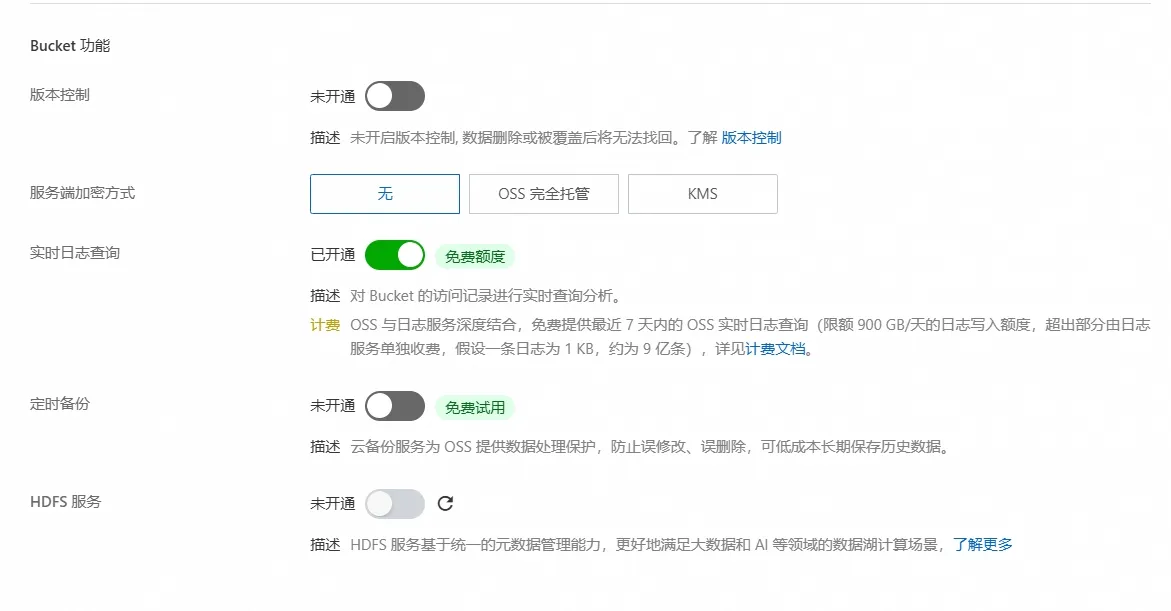 Bucket 功能
版本控制
未开通
描述 未开启版本控制, 数据删除或被覆盖后将无法找回。了解 版本控制
服务端加密方式
无
OSS 完全托管
KMS
实时日志查询
已开通 免费额度
描述 对 Bucket 的访问记录进行实时查询分析。
计费 OSS 与日志服务深度结合，免费提供最近 7 天内的 OSS 实时日志查询（限额 900 GB/天的日志写入额度，超出部分由日志
服务单独收费，假设一条日志为 1 KB，约为 9 亿条），详见计费文档。
定时备份
未开通 免费试用
描述 云备份服务为 OSS 提供数据处理保护，防止误修改、误删除，可低成本长期保存历史数据。
HDFS 服务
未开通
描述 HDFS 服务基于统一的元数据管理能力，更好地满足大数据和 AI 等领域的数据湖计算场景，了解更多